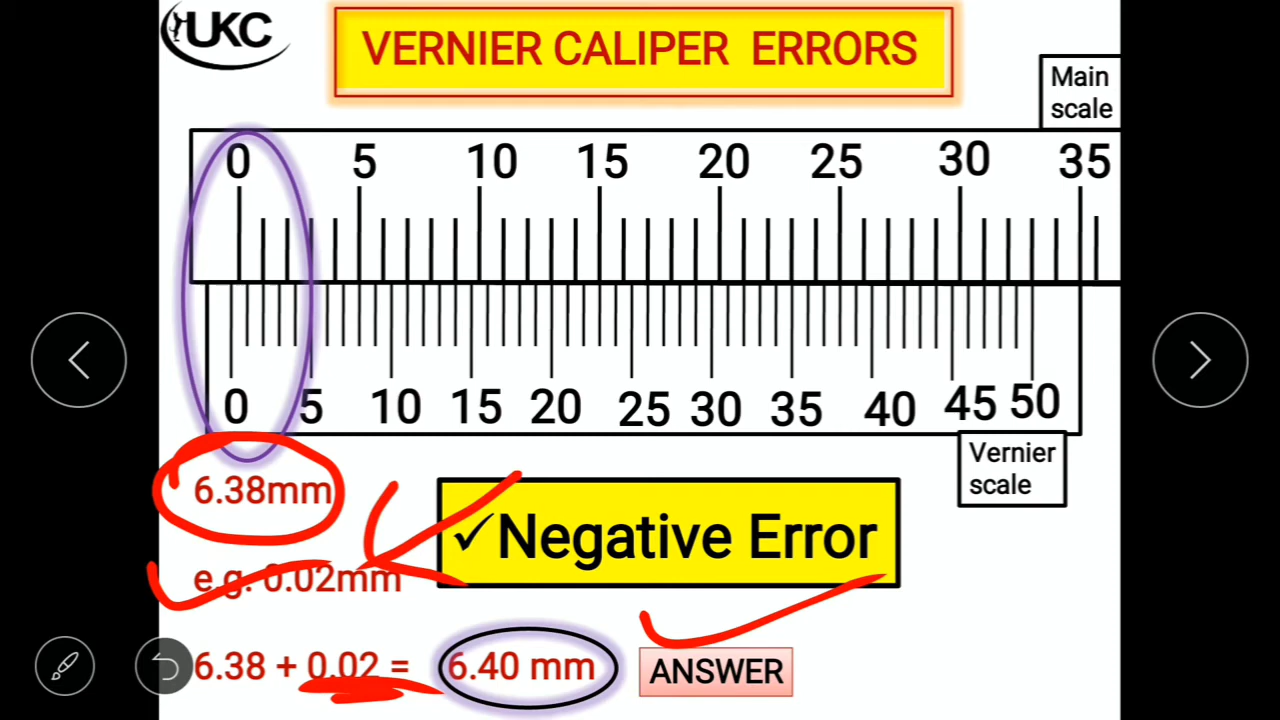 UKC
VERNIER CALIPER ERRORS
Main
scale
0 5 10 15 20 25 30 35
0 5 10 15 20 25 30 35 40 45 50
Vernier
scale
6.38mm
✓Negative Error
e.g. 0.02mm
6.38 + 0.02 = 6.40 mm ANSWER